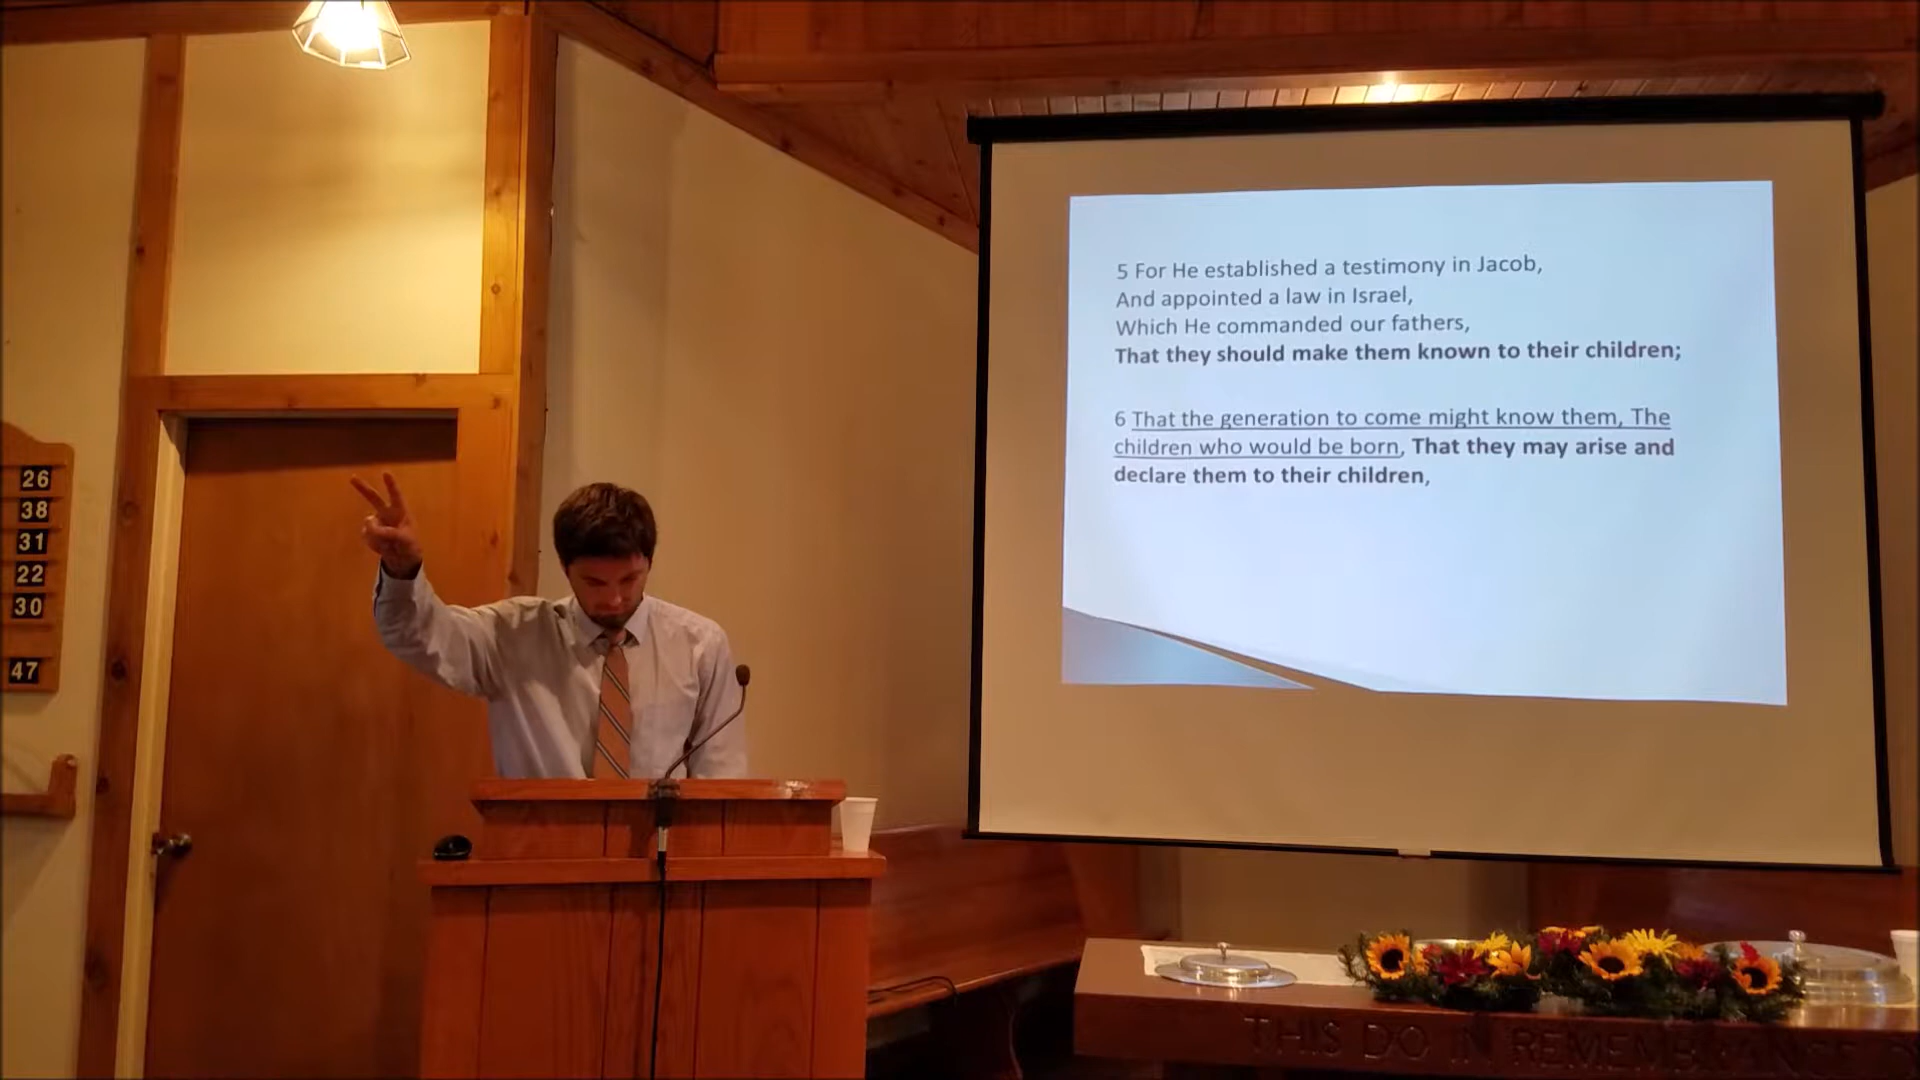 5 For He established a testimony in Jacob,
And appointed a law in Israel,
Which He commanded our fathers,
That they should make them known to their children;
6 That the generation to come might know them, The
children who would be born, That they may arise and
declare them to their children,
26
38
31
22
30
47
THIS DO IN REMEMBRANCE